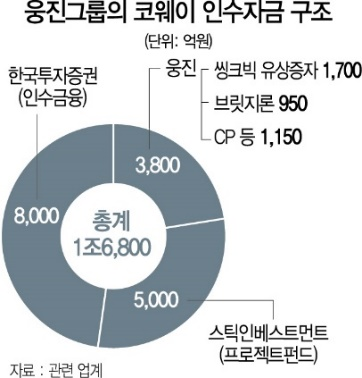 웅진그룹의 코웨이 인수자금 구조
(단위: 억원)
한국투자증권
(인수금융)
웅진
씽크빅 유상증자 1,700
브릿지론 950
CP 등 1,150
3,800
8,000
총계
1조6,800
5,000
스틱인베스트먼트
(프로젝트펀드)
자료 : 관련 업계